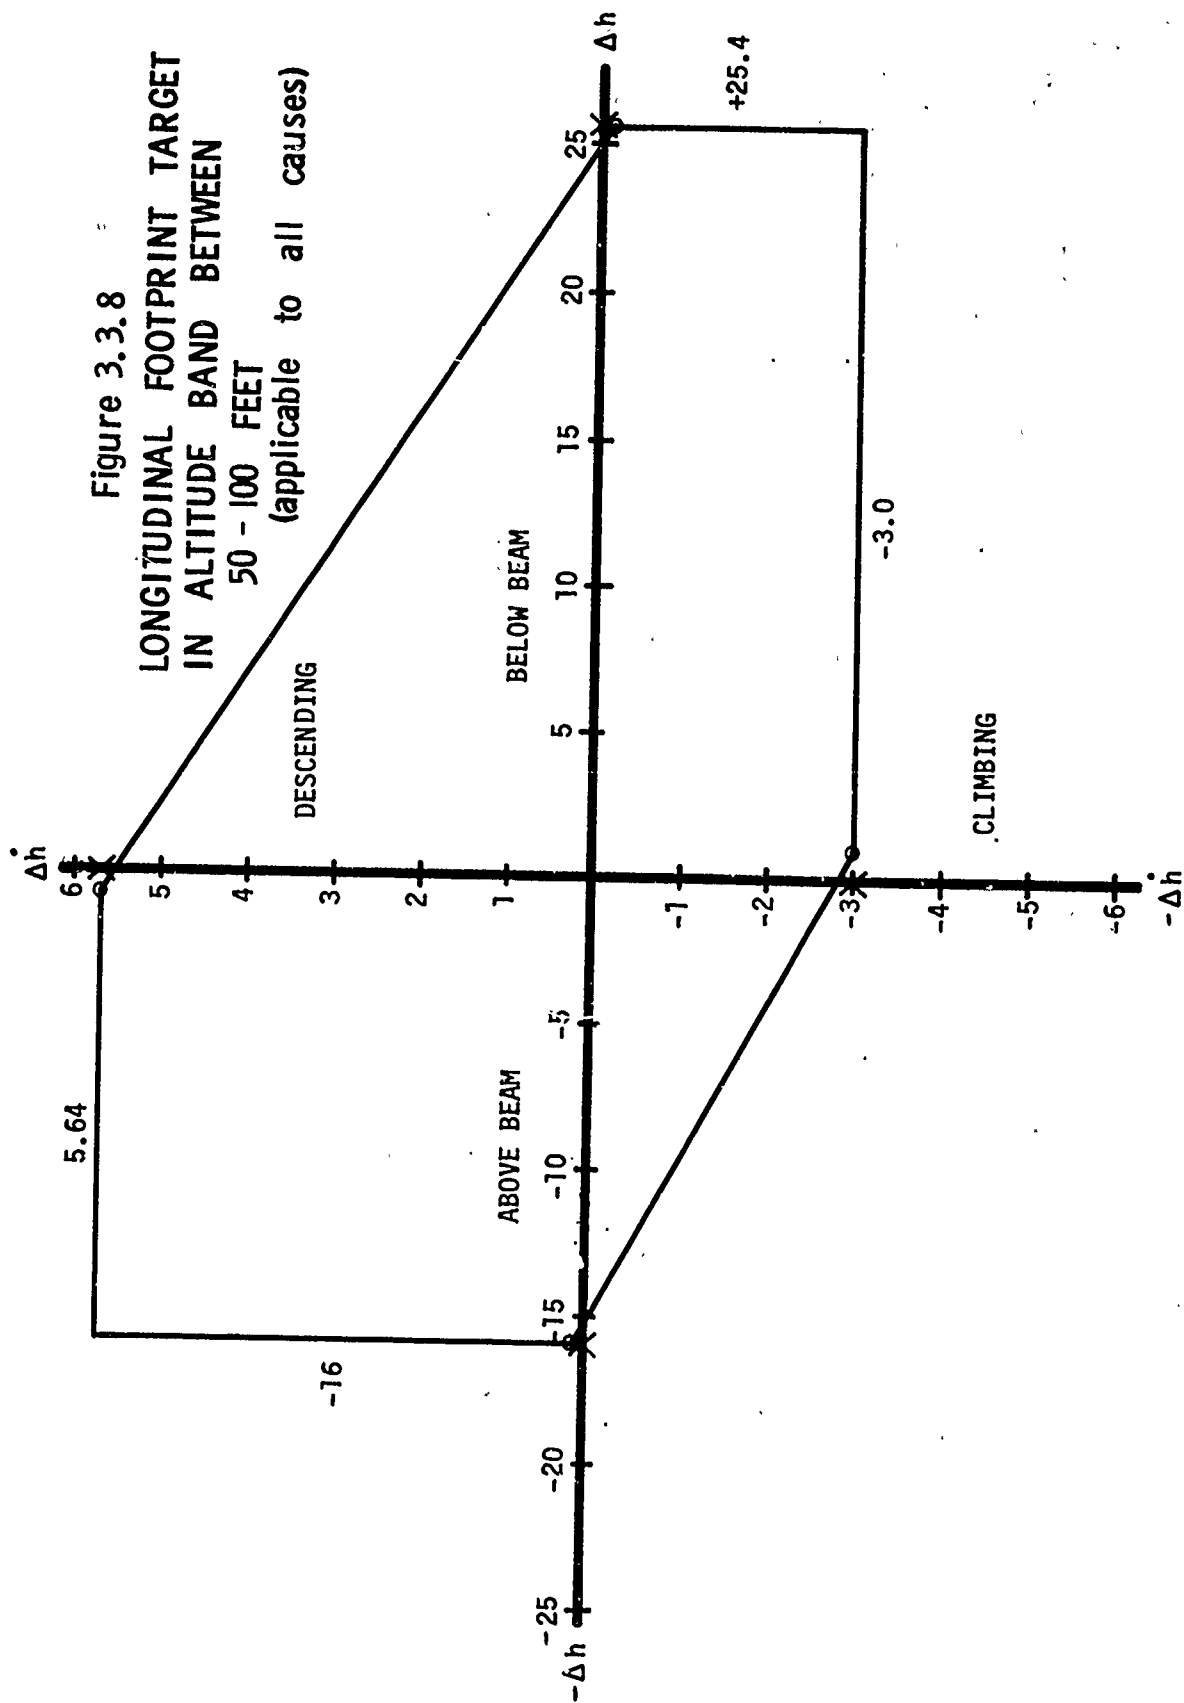 Figure 3.3.8
LONGITUDINAL FOOTPRINT TARGET
IN ALTITUDE BAND BETWEEN
50 - 100 FEET
(applicable to all causes)
Δḣ
6
5
4
3
2
1
-1
-2
-3
-4
-5
-6
-Δḣ
-Δh
-25
-20
-15
-10
-5
5
10
15
20
25
Δh
5.64
-16
DESCENDING
ABOVE BEAM
BELOW BEAM
+25.4
-3.0
CLIMBING